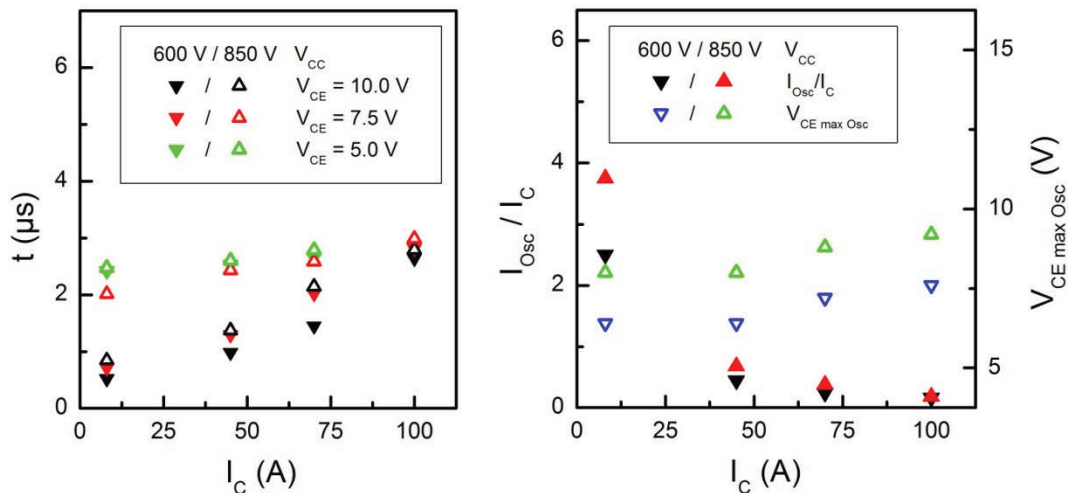 6
4
2
0
t (µs)
0 25 50 75 100
I_C (A)
600 V / 850 V V_CC
/ V_CE = 10.0 V
/ V_CE = 7.5 V
/ V_CE = 5.0 V
6
4
2
0
I_Osc / I_C
0 25 50 75 100
I_C (A)
600 V / 850 V V_CC
/ I_Osc/I_C
/ V_CE max Osc
15
10
5
V_CE max Osc (V)